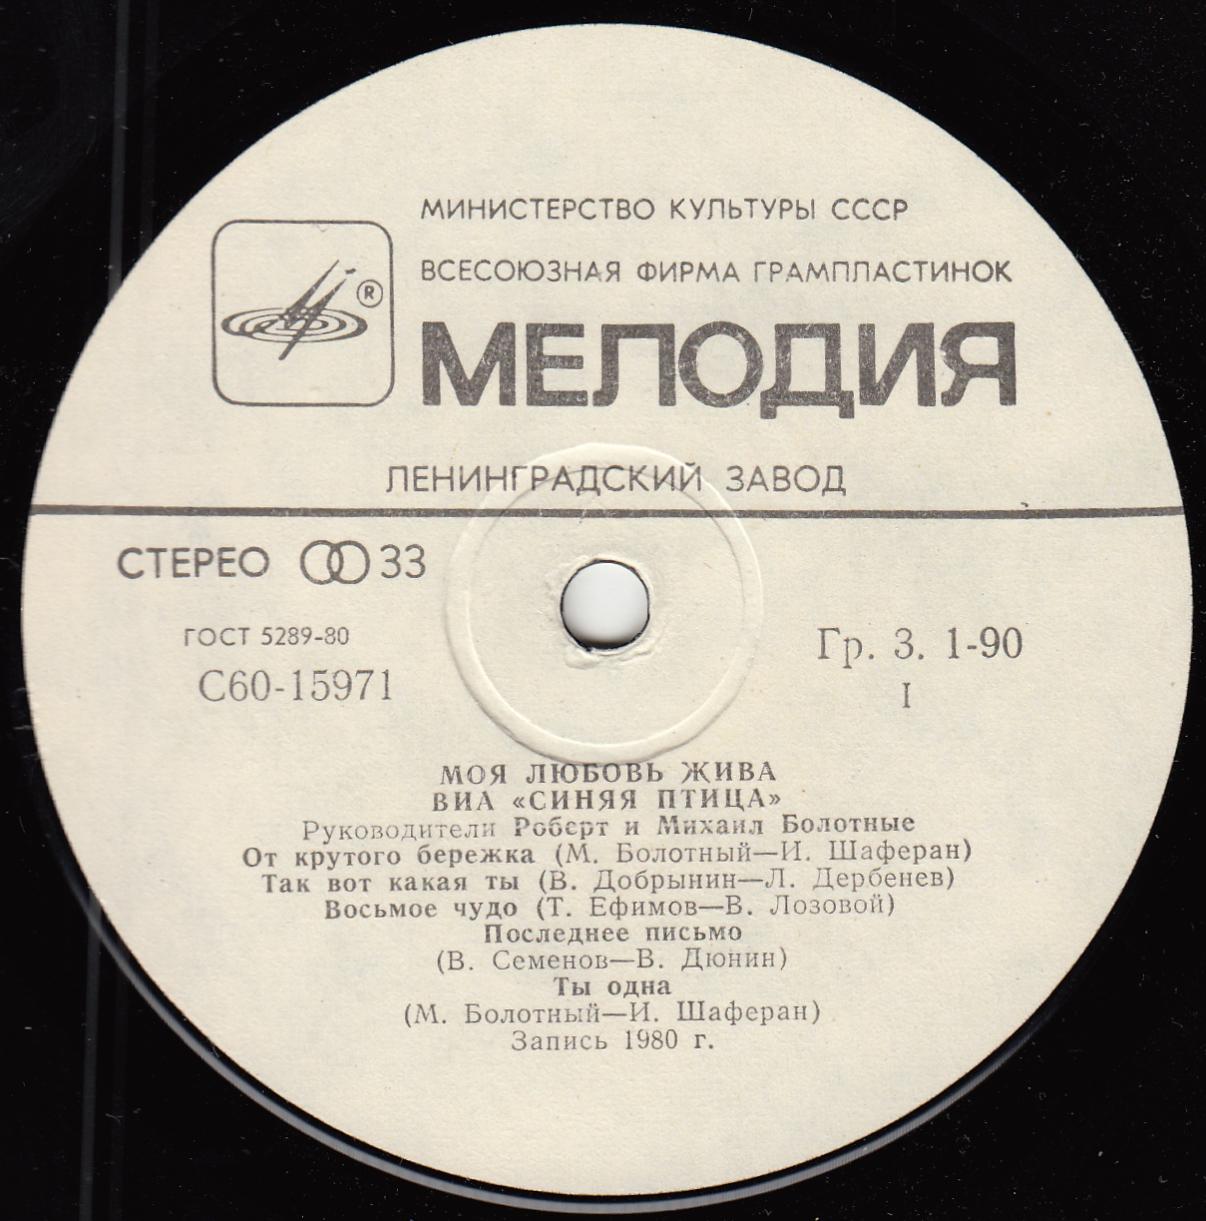 МИНИСТЕРСТВО КУЛЬТУРЫ СССР
ВСЕСОЮЗНАЯ ФИРМА ГРАМПЛАСТИНОК
®
МЕЛОДИЯ
ЛЕНИНГРАДСКИЙ ЗАВОД
СТЕРЕО 33
ГОСТ 5289-80
С60-15971
Гр. 3. 1-90
I
МОЯ ЛЮБОВЬ ЖИВА
ВИА «СИНЯЯ ПТИЦА»
Руководители Роберт и Михаил Болотные
От крутого бережка (М. Болотный—И. Шаферан)
Так вот какая ты (В. Добрынин—Л. Дербенев)
Восьмое чудо (Т. Ефимов—В. Лозовой)
Последнее письмо
(В. Семенов—В. Дюнин)
Ты одна
(М. Болотный—И. Шаферан)
Запись 1980 г.